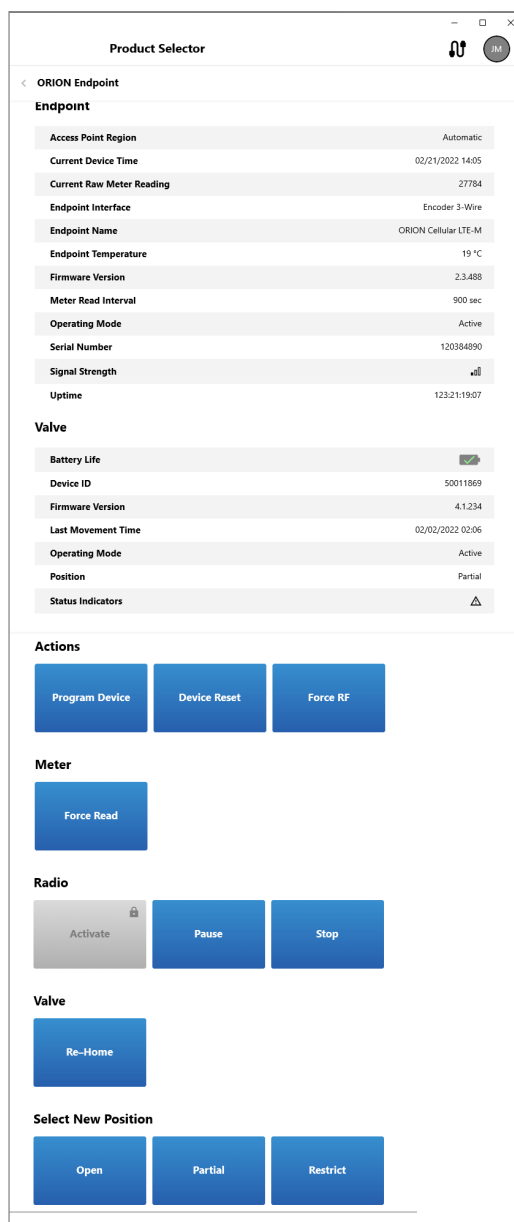 Product Selector
JM
ORION Endpoint
Endpoint
Access Point Region Automatic
Current Device Time 02/21/2022 14:05
Current Raw Meter Reading 27784
Endpoint Interface Encoder 3-Wire
Endpoint Name ORION Cellular LTE-M
Endpoint Temperature 19 °C
Firmware Version 2.3.488
Meter Read Interval 900 sec
Operating Mode Active
Serial Number 120384890
Signal Strength
Uptime 123:21:19:07
Valve
Battery Life
Device ID 50011869
Firmware Version 4.1.234
Last Movement Time 02/02/2022 02:06
Operating Mode Active
Position Partial
Status Indicators
Actions
Program Device Device Reset Force RF
Meter
Force Read
Radio
Activate Pause Stop
Valve
Re–Home
Select New Position
Open Partial Restrict